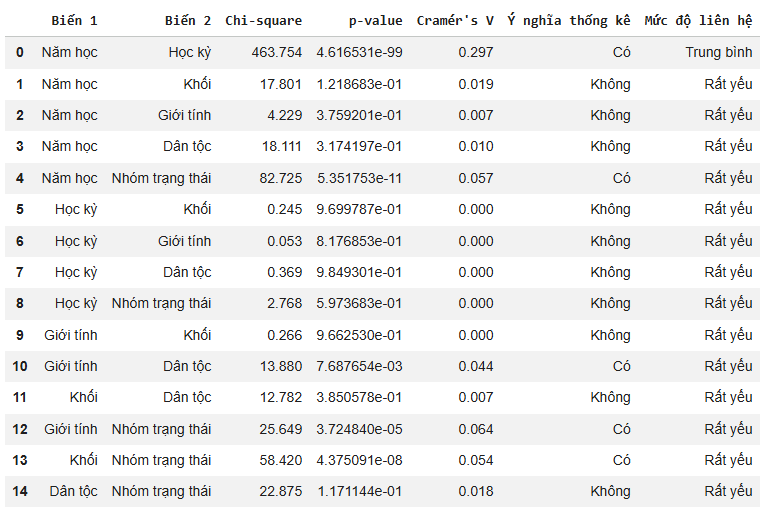 Biến 1 Biến 2 Chi-square p-value Cramér's V Ý nghĩa thống kê Mức độ liên hệ
0 Năm học Học kỳ 463.754 4.616531e-99 0.297 Có Trung bình
1 Năm học Khối 17.801 1.218683e-01 0.019 Không Rất yếu
2 Năm học Giới tính 4.229 3.759201e-01 0.007 Không Rất yếu
3 Năm học Dân tộc 18.111 3.174197e-01 0.010 Không Rất yếu
4 Năm học Nhóm trạng thái 82.725 5.351753e-11 0.057 Có Rất yếu
5 Học kỳ Khối 0.245 9.699787e-01 0.000 Không Rất yếu
6 Học kỳ Giới tính 0.053 8.176853e-01 0.000 Không Rất yếu
7 Học kỳ Dân tộc 0.369 9.849301e-01 0.000 Không Rất yếu
8 Học kỳ Nhóm trạng thái 2.768 5.973683e-01 0.000 Không Rất yếu
9 Giới tính Khối 0.266 9.662530e-01 0.000 Không Rất yếu
10 Giới tính Dân tộc 13.880 7.687654e-03 0.044 Có Rất yếu
11 Khối Dân tộc 12.782 3.850578e-01 0.007 Không Rất yếu
12 Giới tính Nhóm trạng thái 25.649 3.724840e-05 0.064 Có Rất yếu
13 Khối Nhóm trạng thái 58.420 4.375091e-08 0.054 Có Rất yếu
14 Dân tộc Nhóm trạng thái 22.875 1.171144e-01 0.018 Không Rất yếu